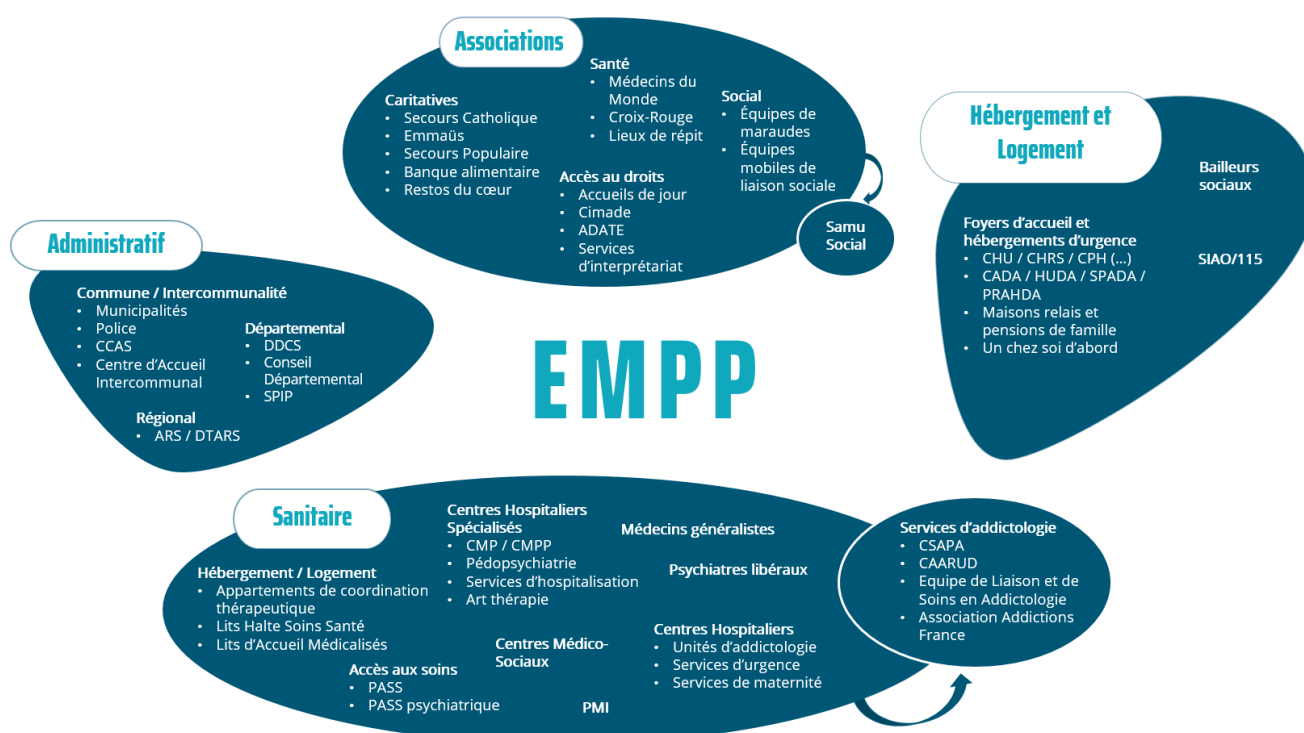 Associations
Caritatives
• Secours Catholique
• Emmaüs
• Secours Populaire
• Banque alimentaire
• Restos du cœur
Santé
• Médecins du
Monde
• Croix-Rouge
• Lieux de répit
Social
• Équipes de
maraudes
• Équipes
mobiles de
liaison sociale
Accès au droits
• Accueils de jour
• Cimade
• ADATE
• Services
d'interprétariat
Samu
Social
Hébergement et
Logement
Bailleurs
sociaux
Foyers d'accueil et
hébergements d'urgence
• CHU / CHRS / CPH (...)
• CADA / HUDA / SPADA /
PRAHDA
• Maisons relais et
pensions de famille
• Un chez soi d'abord
SIAO/115
Administratif
Commune / Intercommunalité
• Municipalités
• Police
• CCAS
• Centre d'Accueil
Intercommunal
Départemental
• DDCS
• Conseil
Départemental
• SPIP
Régional
• ARS / DTARS
EMPP
Sanitaire
Hébergement / Logement
• Appartements de coordination
thérapeutique
• Lits Halte Soins Santé
• Lits d'Accueil Médicalisés
Centres Hospitaliers
Spécialisés
• CMP / CMPP
• Pédopsychiatrie
• Services d'hospitalisation
• Art thérapie
Médecins généralistes
Psychiatres libéraux
Centres Médico-
Sociaux
Centres Hospitaliers
• Unités d'addictologie
• Services d'urgence
• Services de maternité
Accès aux soins
• PASS
• PASS psychiatrique
PMI
Services d'addictologie
• CSAPA
• CAARUD
• Equipe de Liaison et de
Soins en Addictologie
• Association Addictions
France